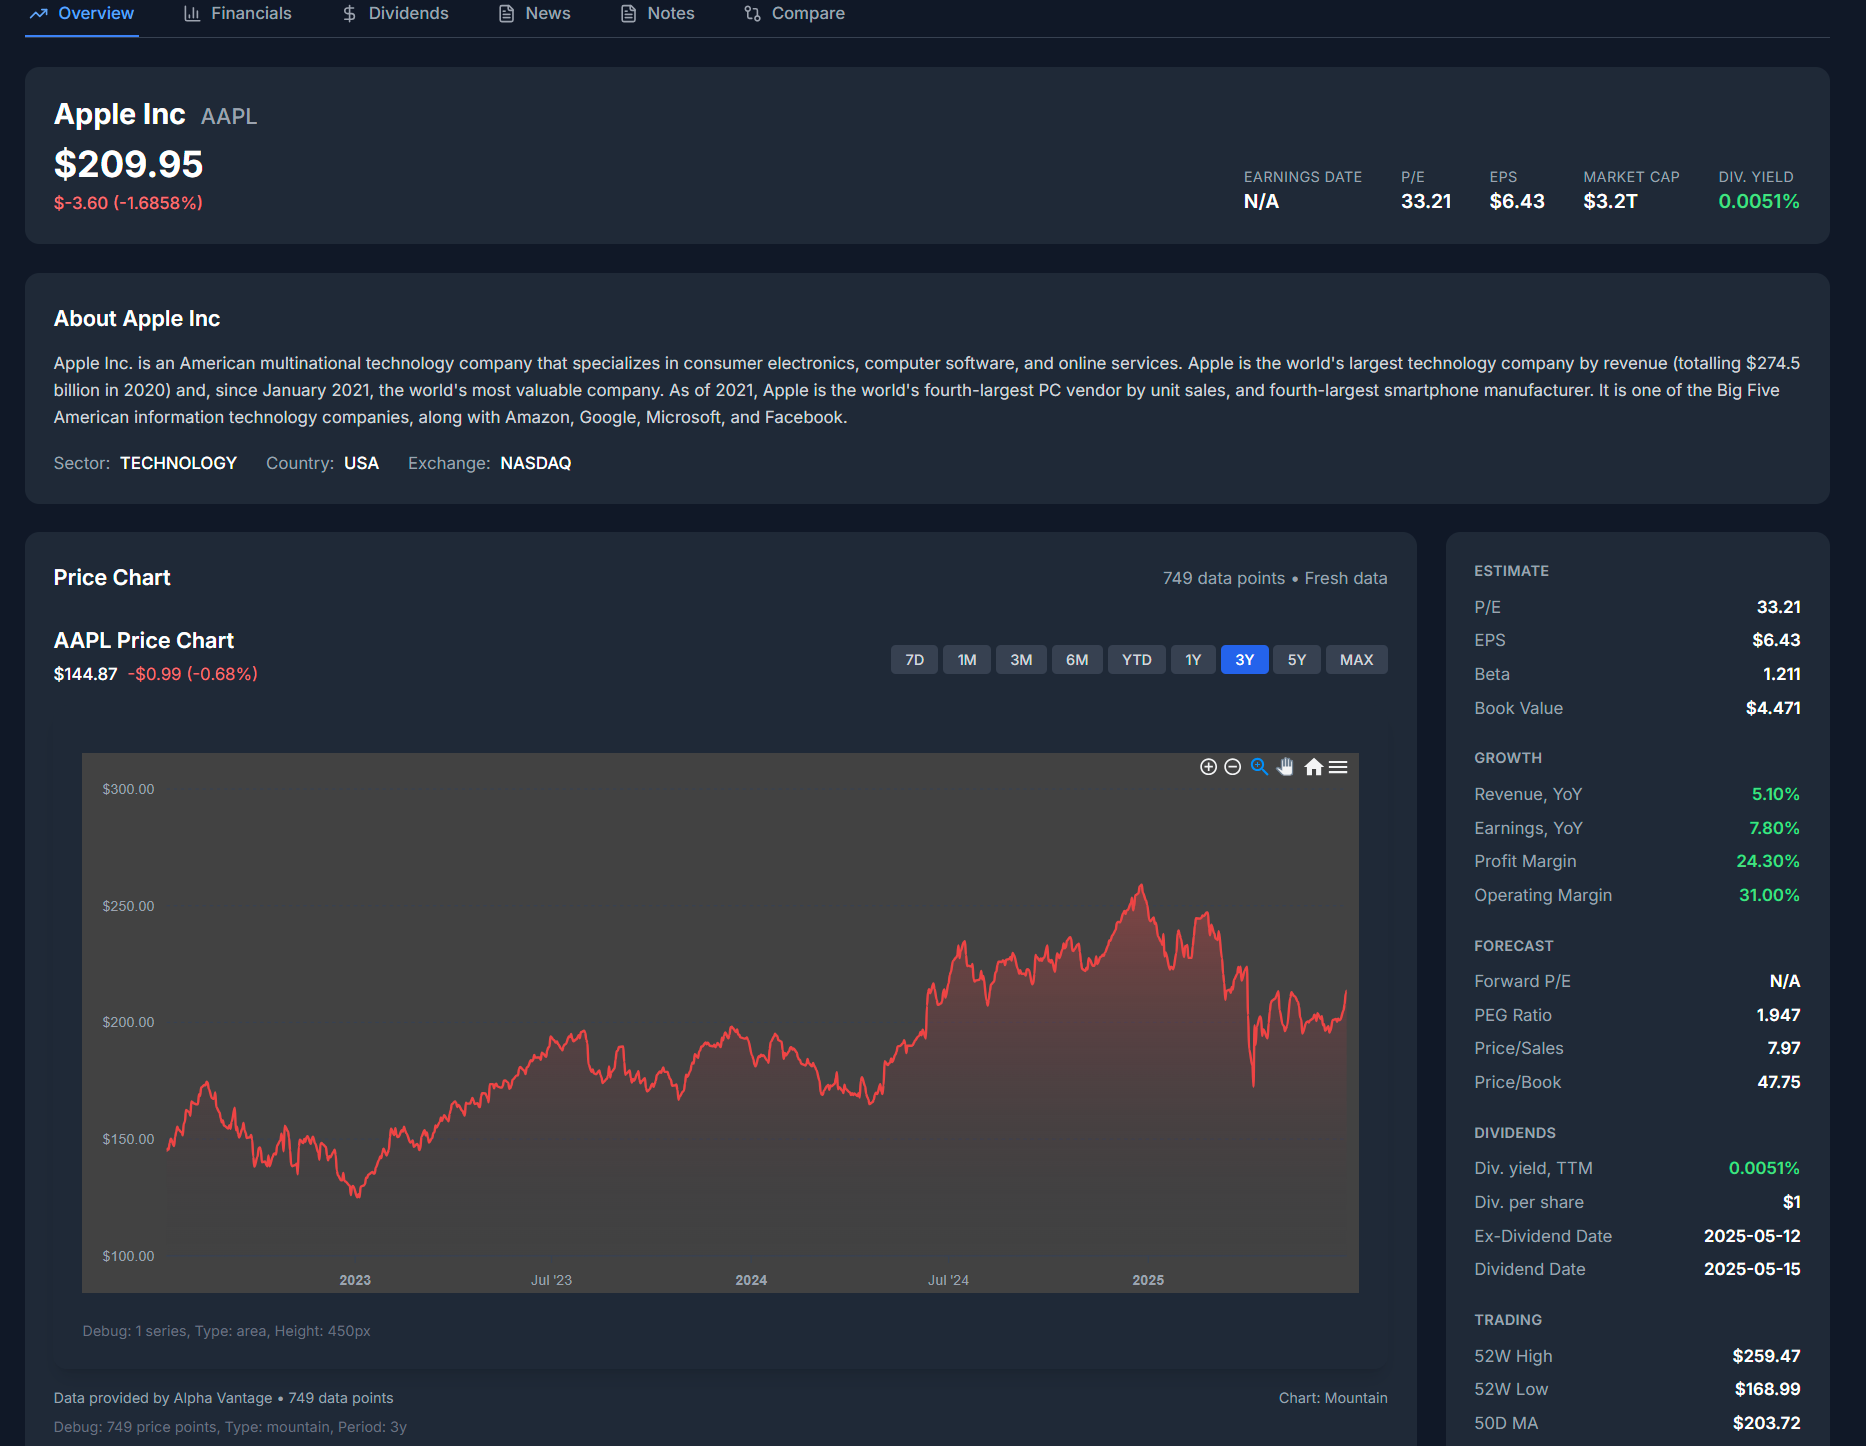 Overview Financials Dividends News Notes Compare
Apple Inc AAPL
$209.95
$-3.60 (-1.6858%)
EARNINGS DATE P/E EPS MARKET CAP DIV. YIELD
N/A 33.21 $6.43 $3.2T 0.0051%
About Apple Inc
Apple Inc. is an American multinational technology company that specializes in consumer electronics, computer software, and online services. Apple is the world's largest technology company by revenue (totalling $274.5
billion in 2020) and, since January 2021, the world's most valuable company. As of 2021, Apple is the world's fourth-largest PC vendor by unit sales, and fourth-largest smartphone manufacturer. It is one of the Big Five
American information technology companies, along with Amazon, Google, Microsoft, and Facebook.
Sector: TECHNOLOGY Country: USA Exchange: NASDAQ
Price Chart 749 data points • Fresh data
AAPL Price Chart
$144.87 -$0.99 (-0.68%)
7D 1M 3M 6M YTD 1Y 3Y 5Y MAX
$300.00
$250.00
$200.00
$150.00
$100.00
2023 Jul '23 2024 Jul '24 2025
Debug: 1 series, Type: area, Height: 450px
Data provided by Alpha Vantage • 749 data points Chart: Mountain
Debug: 749 price points, Type: mountain, Period: 3y
ESTIMATE
P/E 33.21
EPS $6.43
Beta 1.211
Book Value $4.471
GROWTH
Revenue, YoY 5.10%
Earnings, YoY 7.80%
Profit Margin 24.30%
Operating Margin 31.00%
FORECAST
Forward P/E N/A
PEG Ratio 1.947
Price/Sales 7.97
Price/Book 47.75
DIVIDENDS
Div. yield, TTM 0.0051%
Div. per share $1
Ex-Dividend Date 2025-05-12
Dividend Date 2025-05-15
TRADING
52W High $259.47
52W Low $168.99
50D MA $203.72